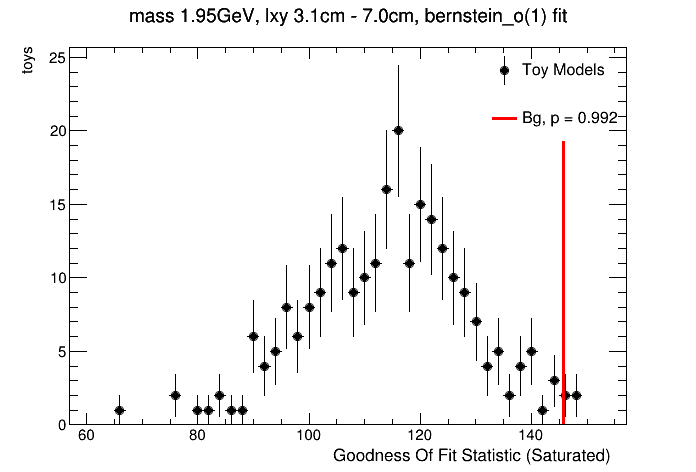 mass 1.95GeV, lxy 3.1cm - 7.0cm, bernstein_o(1) fit
toys
25
20
15
10
5
0
Toy Models
Bg, p = 0.992
60
80
100
120
140
Goodness Of Fit Statistic (Saturated)